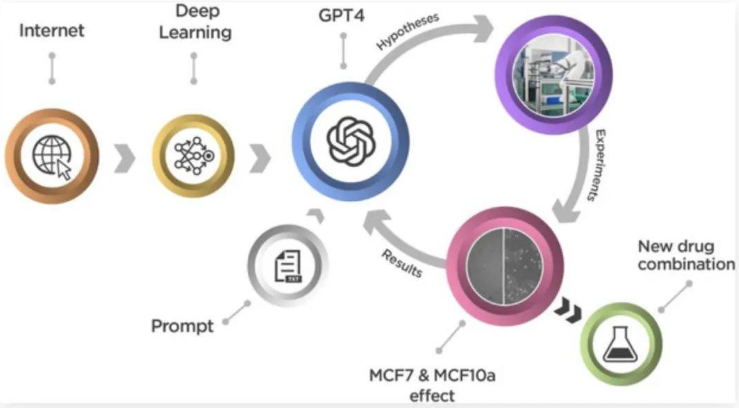 Internet
Deep
Learning
GPT4
Hypotheses
Experiments
Results
Prompt
TXT
MCF7 & MCF10a
effect
New drug
combination